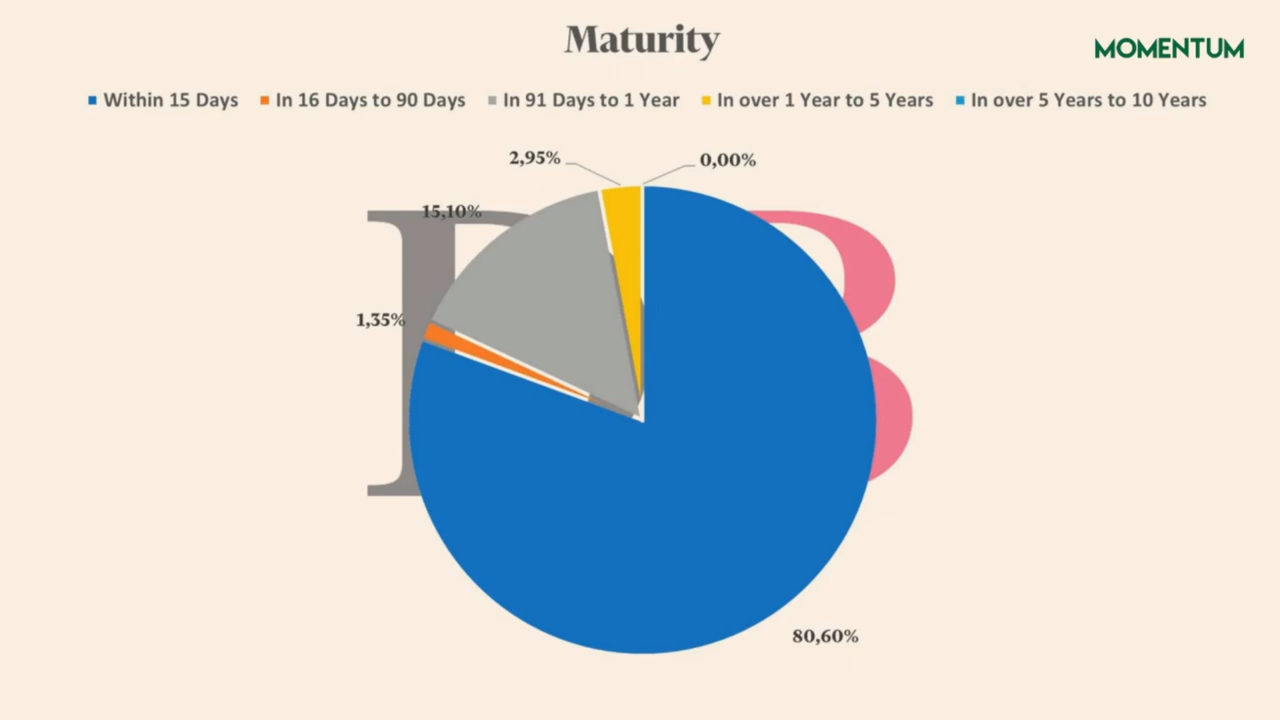 Maturity
MOMENTUM
Within 15 Days In 16 Days to 90 Days In 91 Days to 1 Year In over 1 Year to 5 Years In over 5 Years to 10 Years
2,95% 0,00%
15,10%
1,35%
80,60%